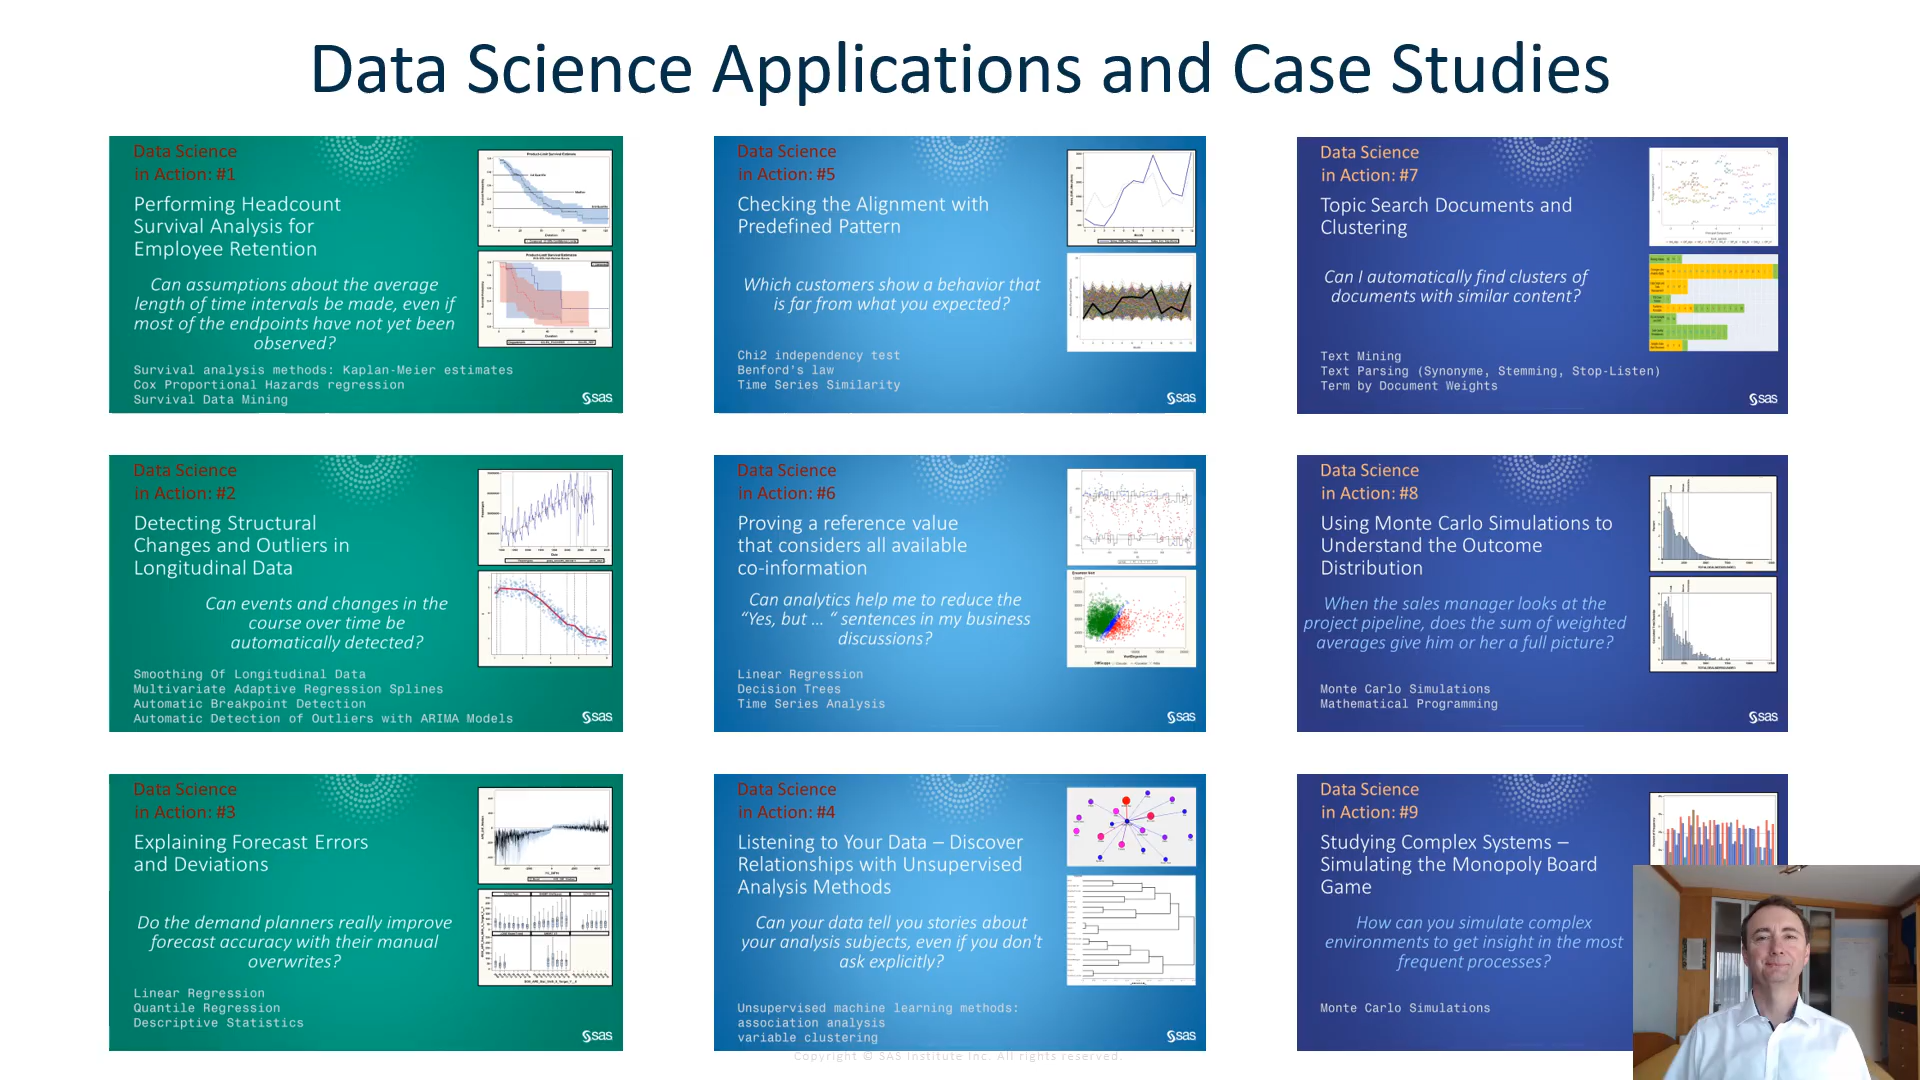 Data Science Applications and Case Studies
Data Science
in Action: #1
Performing Headcount
Survival Analysis for
Employee Retention
Can assumptions about the average
length of time intervals be made, even if
most of the endpoints have not yet been
observed?
Survival analysis methods: Kaplan-Meier estimates
Cox Proportional Hazards regression
Survival Data Mining
sas
Data Science
in Action: #5
Checking the Alignment with
Predefined Pattern
Which customers show a behavior that
is far from what you expected?
Chi2 independency test
Benford's law
Time Series Similarity
sas
Data Science
in Action: #7
Topic Search Documents and
Clustering
Can I automatically find clusters of
documents with similar content?
Text Mining
Text Parsing (Synonyme, Stemming, Stop-Listen)
Term by Document Weights
sas
Data Science
in Action: #2
Detecting Structural
Changes and Outliers in
Longitudinal Data
Can events and changes in the
course over time be
automatically detected?
Smoothing Of Longitudinal Data
Multivariate Adaptive Regression Splines
Automatic Breakpoint Detection
Automatic Detection of Outliers with ARIMA Models
sas
Data Science
in Action: #6
Proving a reference value
that considers all available
co-information
Can analytics help me to reduce the
“Yes, but ... “ sentences in my business
discussions?
Linear Regression
Decision Trees
Time Series Analysis
sas
Data Science
in Action: #8
Using Monte Carlo Simulations to
Understand the Outcome
Distribution
When the sales manager looks at the
project pipeline, does the sum of weighted
averages give him or her a full picture?
Monte Carlo Simulations
Mathematical Programming
sas
Data Science
in Action: #3
Explaining Forecast Errors
and Deviations
Do the demand planners really improve
forecast accuracy with their manual
overwrites?
Linear Regression
Quantile Regression
Descriptive Statistics
sas
Data Science
in Action: #4
Listening to Your Data – Discover
Relationships with Unsupervised
Analysis Methods
Can your data tell you stories about
your analysis subjects, even if you don't
ask explicitly?
Unsupervised machine learning methods:
association analysis
variable clustering
sas
Data Science
in Action: #9
Studying Complex Systems –
Simulating the Monopoly Board
Game
How can you simulate complex
environments to get insight in the most
frequent processes?
Monte Carlo Simulations
Copyright © SAS Institute Inc. All rights reserved.